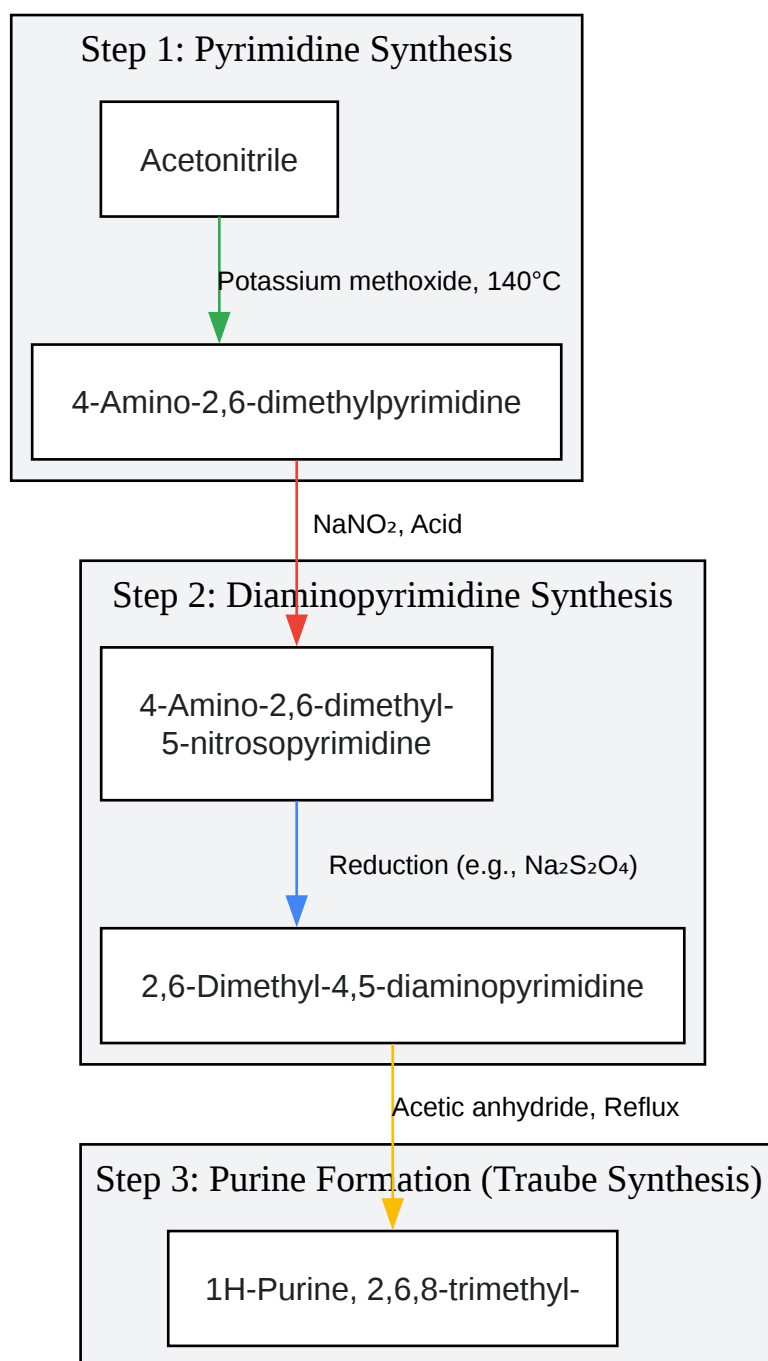 Step 1: Pyrimidine Synthesis
Acetonitrile
Potassium methoxide, 140°C
4-Amino-2,6-dimethylpyrimidine
NaNO₂, Acid
Step 2: Diaminopyrimidine Synthesis
4-Amino-2,6-dimethyl-
5-nitrosopyrimidine
Reduction (e.g., Na₂S₂O₄)
2,6-Dimethyl-4,5-diaminopyrimidine
Acetic anhydride, Reflux
Step 3: Purine Formation (Traube Synthesis)
1H-Purine, 2,6,8-trimethyl-